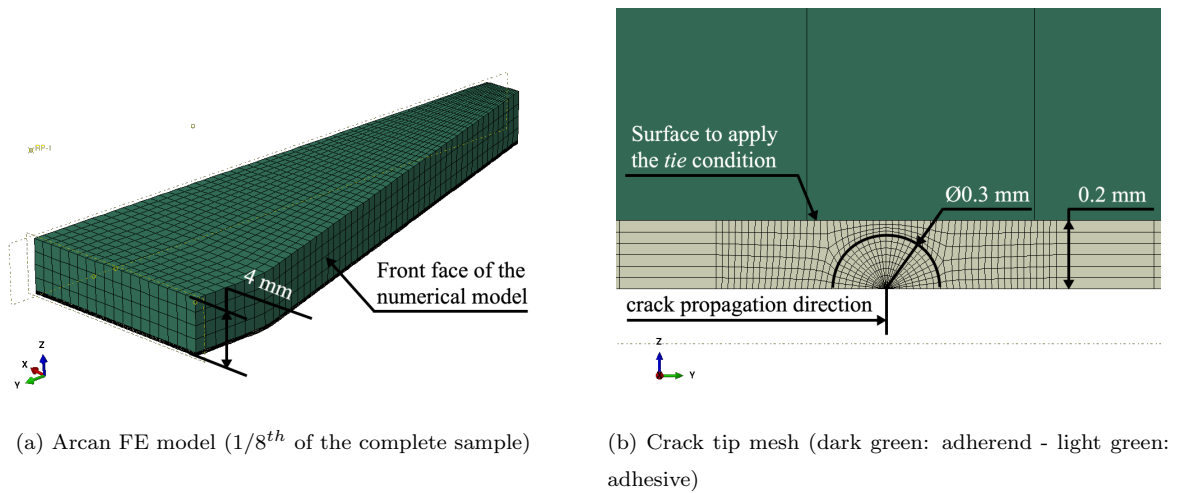 RP-1
4 mm
Front face of the
numerical model
Z
X
Y
Surface to apply
the tie condition
Ø0.3 mm
0.2 mm
crack propagation direction
Z
Y
(a) Arcan FE model (1/8th of the complete sample)
(b) Crack tip mesh (dark green: adherend - light green:
adhesive)